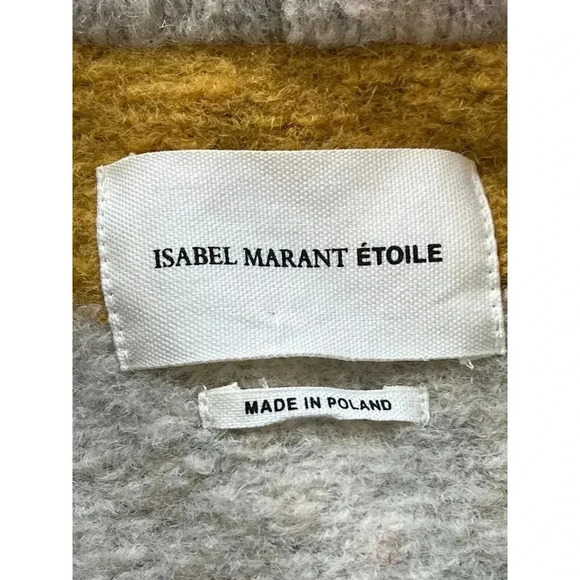 ISABEL MARANT ÉTOILE
MADE IN POLAND